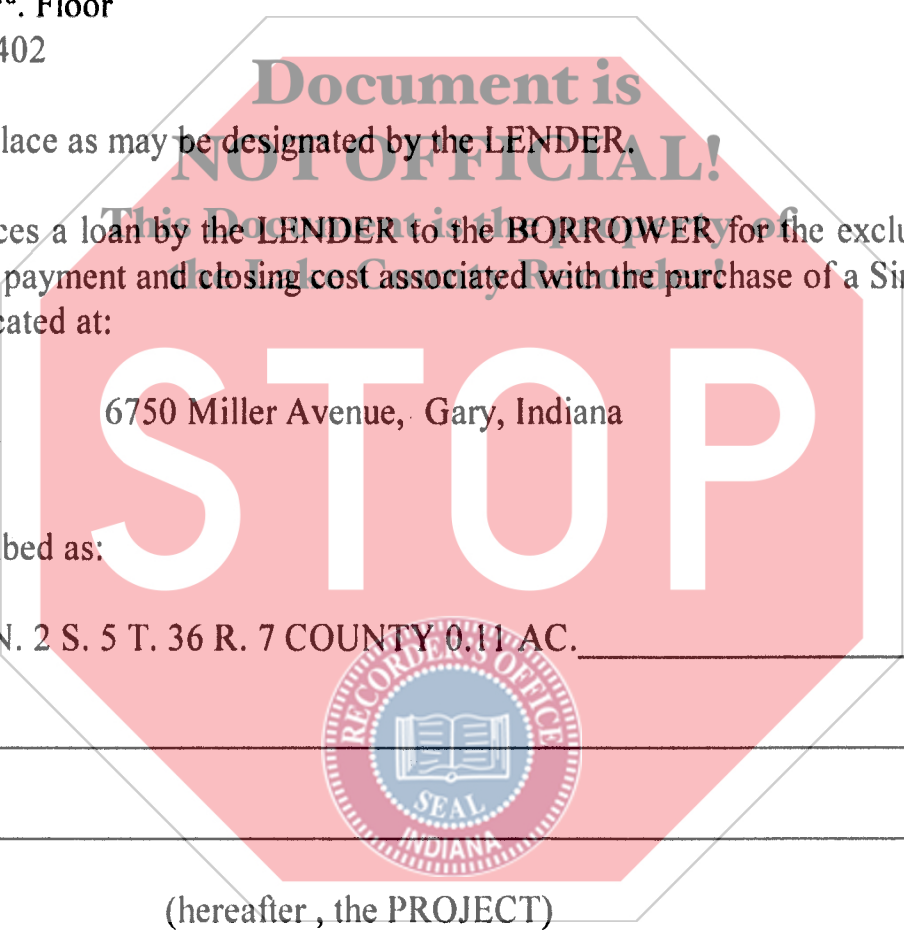 . Floor
402
Document is
lace as may be designated by the LENDER.
NOT OFFICIAL!
This Document is the property of
ces a loan by the LENDER to the BORROWER for the exclu
the Lake County Recorder!
payment and closing cost associated with the purchase of a Sin
cated at:
STOP
6750 Miller Avenue, Gary, Indiana
bed as:
N. 2 S. 5 T. 36 R. 7 COUNTY 0.11 AC.
RECORDER'S OFFICE
SEAL
INDIANA
(hereafter , the PROJECT)